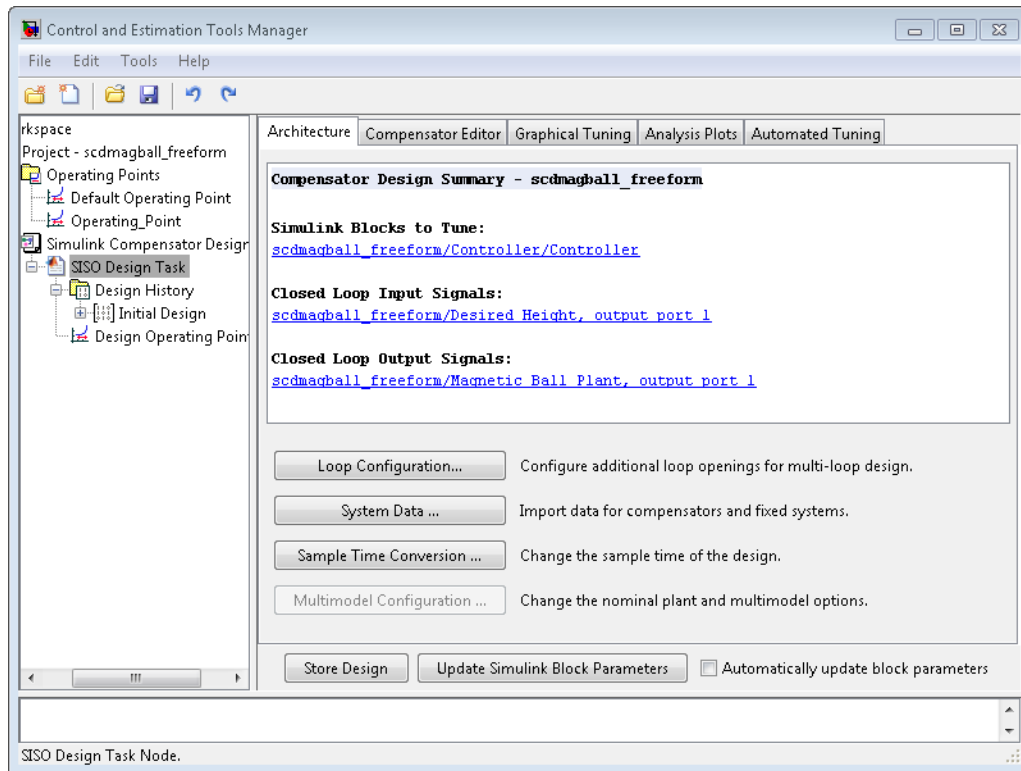 Control and Estimation Tools Manager
File Edit Tools Help
rkspace
Project - scdmagball_freeform
Operating Points
Default Operating Point
Operating_Point
Simulink Compensator Design
SISO Design Task
Design History
Initial Design
Design Operating Poin
Architecture Compensator Editor Graphical Tuning Analysis Plots Automated Tuning
Compensator Design Summary - scdmagball_freeform
Simulink Blocks to Tune:
scdmagball_freeform/Controller/Controller
Closed Loop Input Signals:
scdmagball_freeform/Desired Height, output port 1
Closed Loop Output Signals:
scdmagball_freeform/Magnetic Ball Plant, output port 1
Loop Configuration... Configure additional loop openings for multi-loop design.
System Data ... Import data for compensators and fixed systems.
Sample Time Conversion ... Change the sample time of the design.
Multimodel Configuration ... Change the nominal plant and multimodel options.
Store Design Update Simulink Block Parameters Automatically update block parameters
SISO Design Task Node.